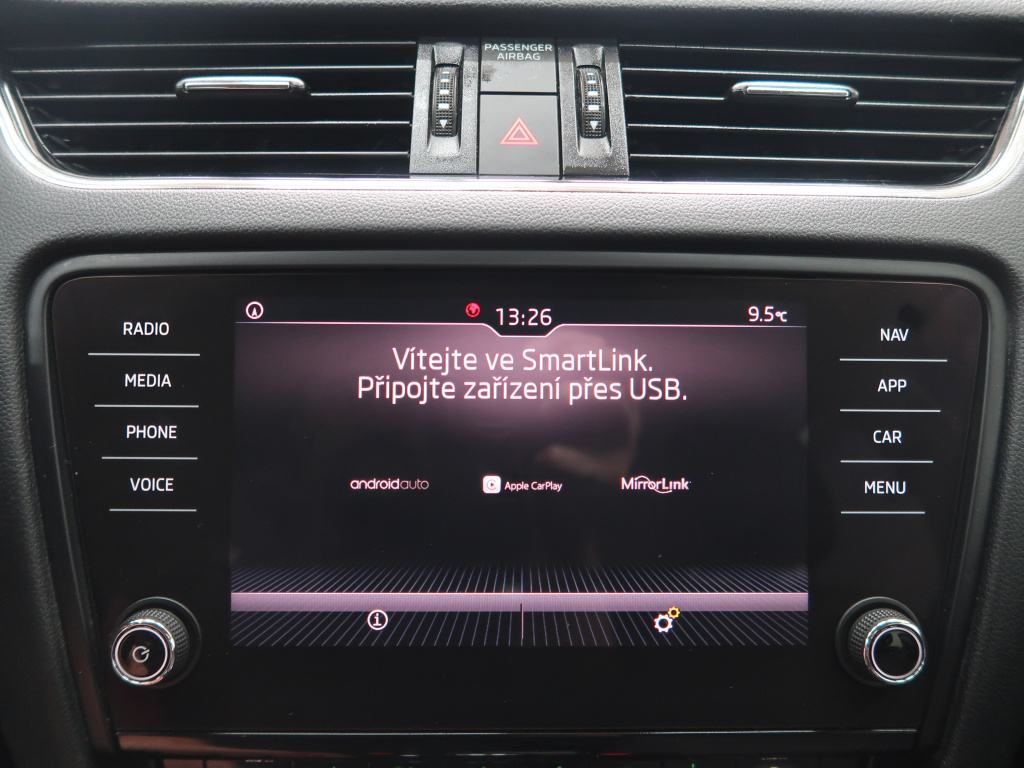 PASSENGER
AIRBAG
13:26
9.5°C
Vítejte ve SmartLink.
Připojte zařízení přes USB.
androidauto
Apple CarPlay
MirrorLink
RADIO
MEDIA
PHONE
VOICE
NAV
APP
CAR
MENU